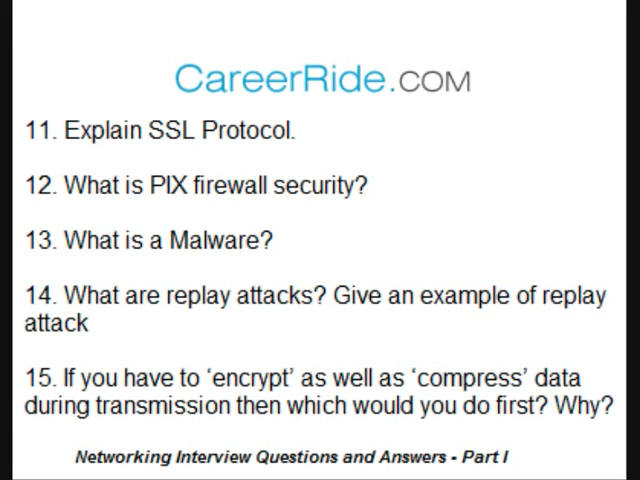 CareerRide.COM
11. Explain SSL Protocol.
12. What is PIX firewall security?
13. What is a Malware?
14. What are replay attacks? Give an example of replay
attack
15. If you have to ‘encrypt’ as well as ‘compress’ data
during transmission then which would you do first? Why?
Networking Interview Questions and Answers - Part I